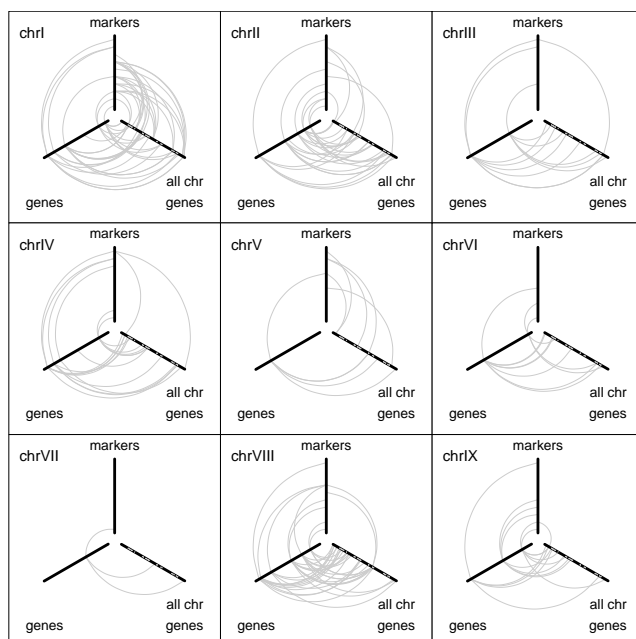 chrI
markers
genes
all chr
genes
chrII
markers
genes
all chr
genes
chrIII
markers
genes
all chr
genes
chrIV
markers
genes
all chr
genes
chrV
markers
genes
all chr
genes
chrVI
markers
genes
all chr
genes
chrVII
markers
genes
all chr
genes
chrVIII
markers
genes
all chr
genes
chrIX
markers
genes
all chr
genes